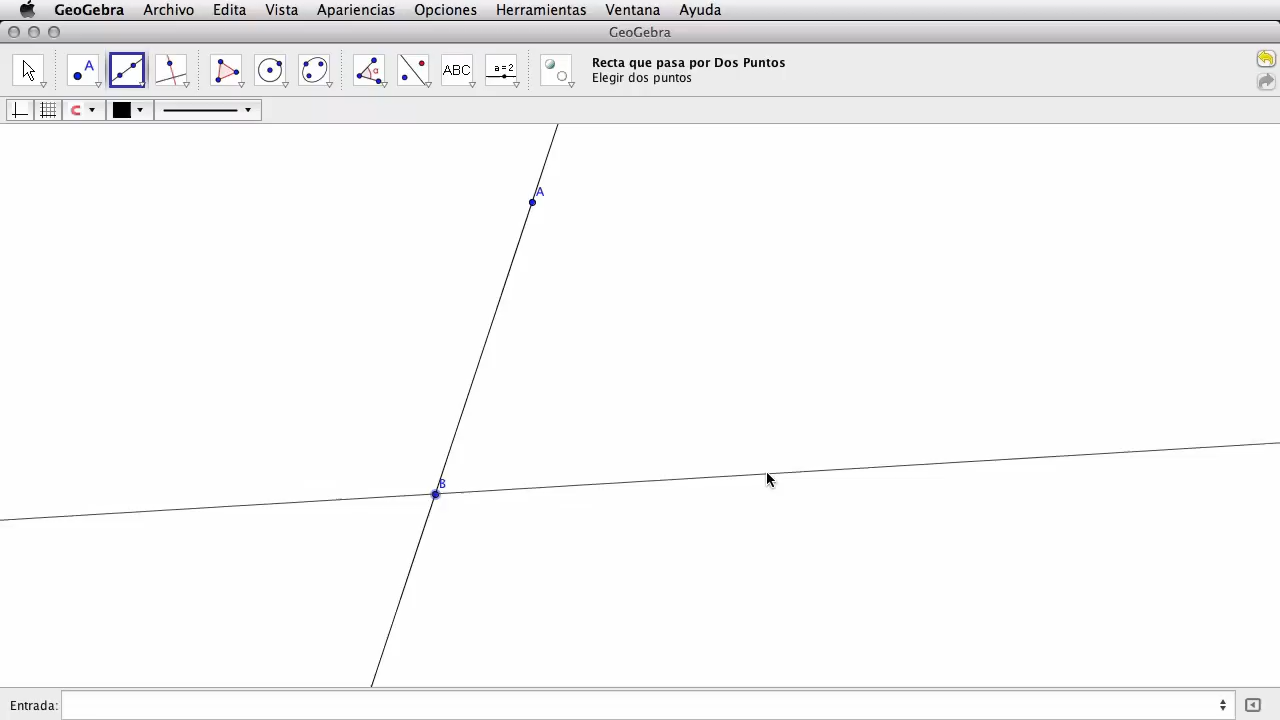 GeoGebra Archivo Edita Vista Apariencias Opciones Herramientas Ventana Ayuda
GeoGebra
A
α
ABC
a=2
Recta que pasa por Dos Puntos
Elegir dos puntos
A
B
Entrada: